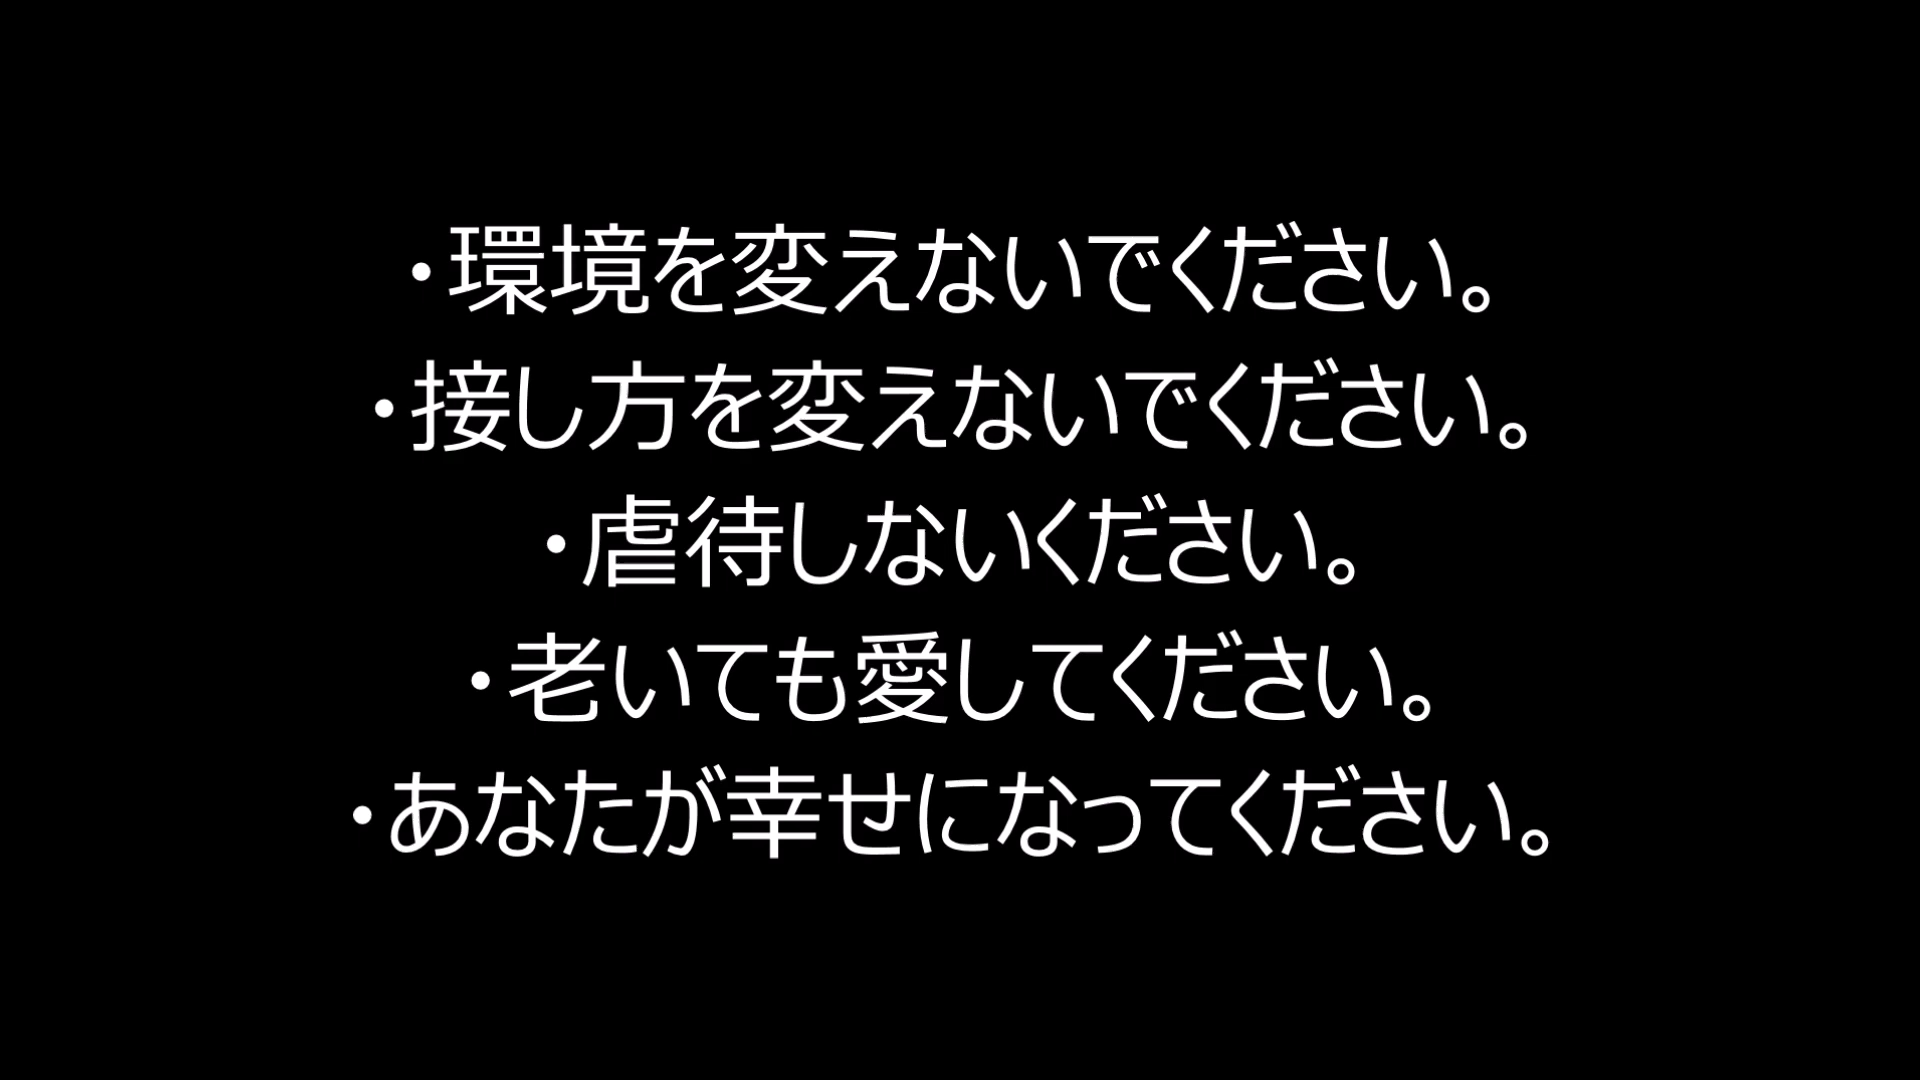 ・環境を変えないでください。
・接し方を変えないでください。
・虐待しないください。
・老いても愛してください。
・あなたが幸せになってください。